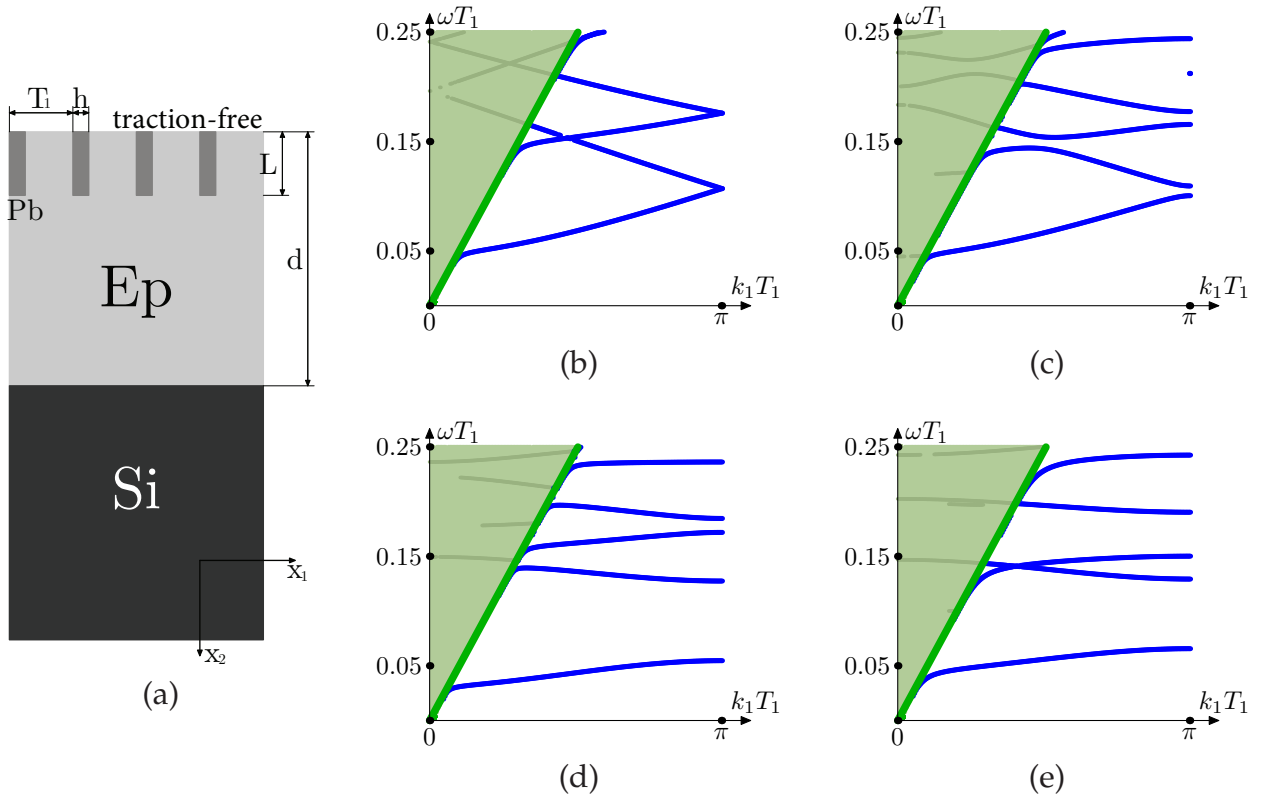 T₁ h
traction-free
L
Pb
d
Ep
Si
x₁
x₂
(a)
ωT₁
0.25
0.15
0.05
k₁T₁
0
π
(b)
ωT₁
0.25
0.15
0.05
k₁T₁
0
π
(c)
ωT₁
0.25
0.15
0.05
k₁T₁
0
π
(d)
ωT₁
0.25
0.15
0.05
k₁T₁
0
π
(e)